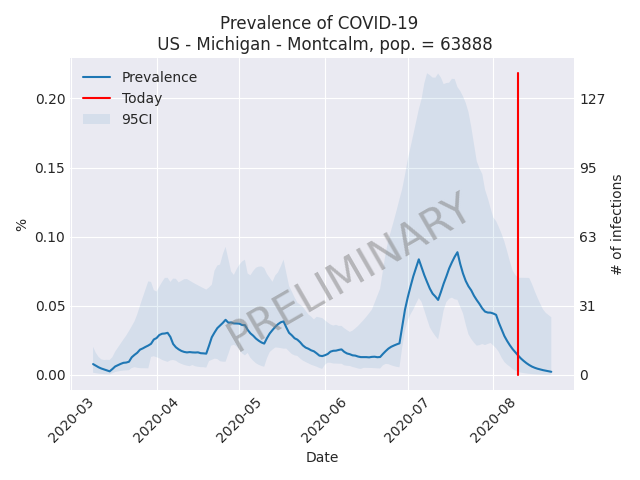 Prevalence of COVID-19
US - Michigan - Montcalm, pop. = 63888
Prevalence
Today
95CI
PRELIMINARY
0.20
0.15
0.10
0.05
0.00
%
127
95
63
31
0
# of infections
2020-03
2020-04
2020-05
2020-06
2020-07
2020-08
Date